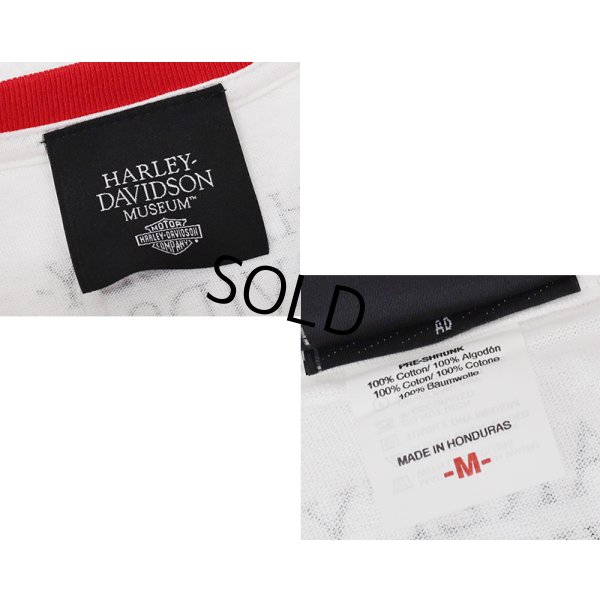 HARLEY-
DAVIDSON
MUSEUM™
MOTOR
HARLEY-DAVIDSON
COMPANY
SOLD
AD
PRE-SHRUNK
100% Cotton/ 100% Algodón
100% Coton/ 100% Cotone
100% Baumwolle
MADE IN HONDURAS
-M-